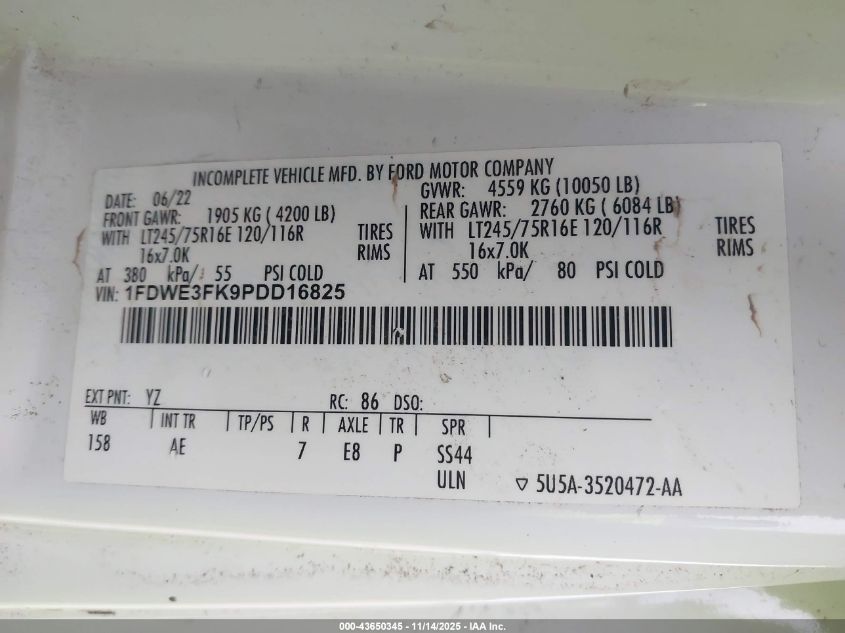 INCOMPLETE VEHICLE MFD. BY FORD MOTOR COMPANY
DATE: 06/22
GVWR: 4559 KG (10050 LB)
FRONT GAWR: 1905 KG ( 4200 LB)
REAR GAWR: 2760 KG ( 6084 LB)
WITH LT245/75R16E 120/116R TIRES
WITH LT245/75R16E 120/116R TIRES
16x7.0K RIMS
16x7.0K RIMS
AT 380 kPa/ 55 PSI COLD
AT 550 kPa/ 80 PSI COLD
VIN: 1FDWE3FK9PDD16825
EXT PNT: YZ RC: 86 DSO:
WB INT TR TP/PS R AXLE TR SPR
158 AE 7 E8 P SS44
ULN ▽ 5U5A-3520472-AA
000-43650345 - 11/14/2025 - IAA Inc.